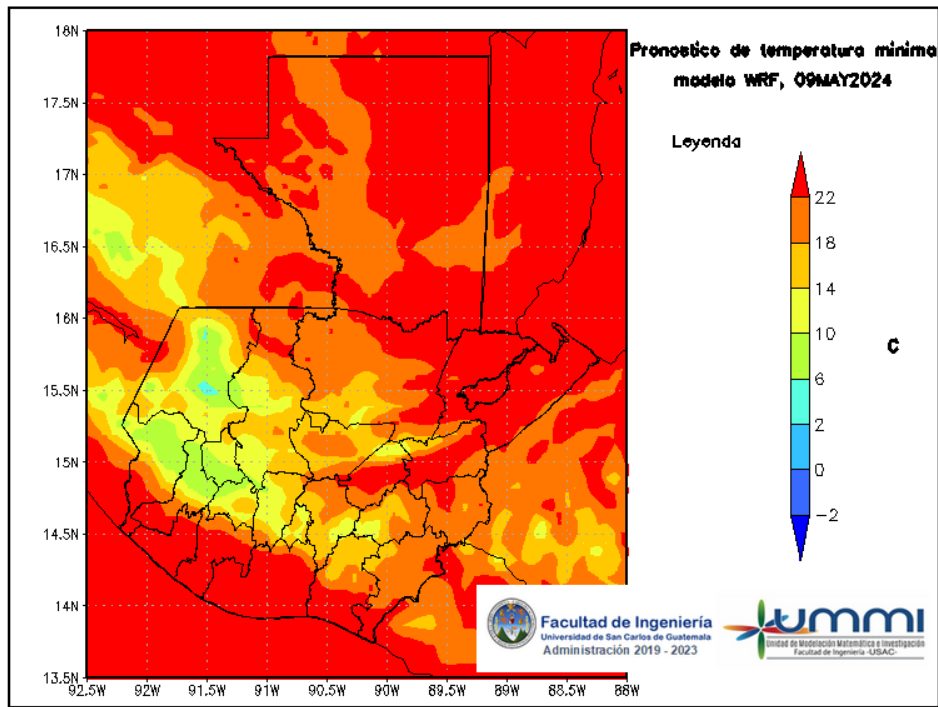 Pronostico de temperatura minima
modelo WRF, 09MAY2024
Leyenda
22
18
14
10
6
2
0
-2
C
18N
17.5N
17N
16.5N
16N
15.5N
15N
14.5N
14N
13.5N
92.5W 92W 91.5W 91W 90.5W 90W 89.5W 89W 88.5W 88W
Facultad de Ingeniería
Universidad de San Carlos de Guatemala
Administración 2019 - 2023
ummi
Unidad de Modelación Matemática e Investigación
Facultad de Ingeniería -USAC-